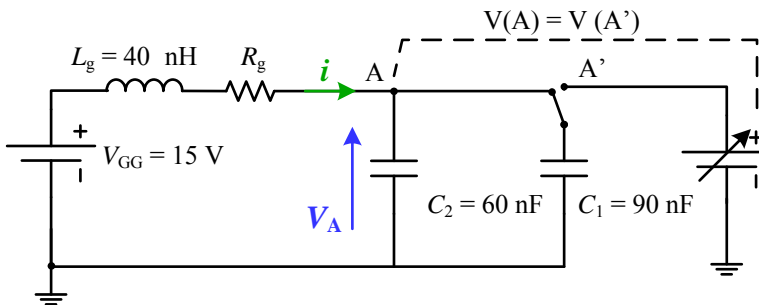 V(A) = V (A’)
Lg = 40 nH
Rg
i
A
A’
+
VGG = 15 V
VA
C2 = 60 nF
C1 = 90 nF
+